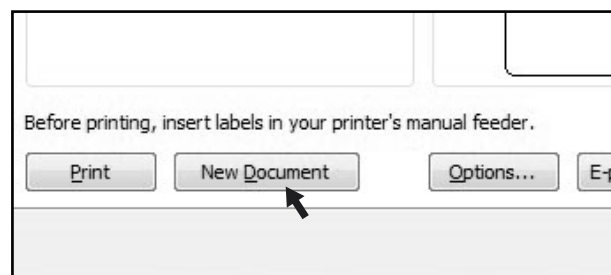 Before printing, insert labels in your printer's manual feeder.
Print New Document Options... E-